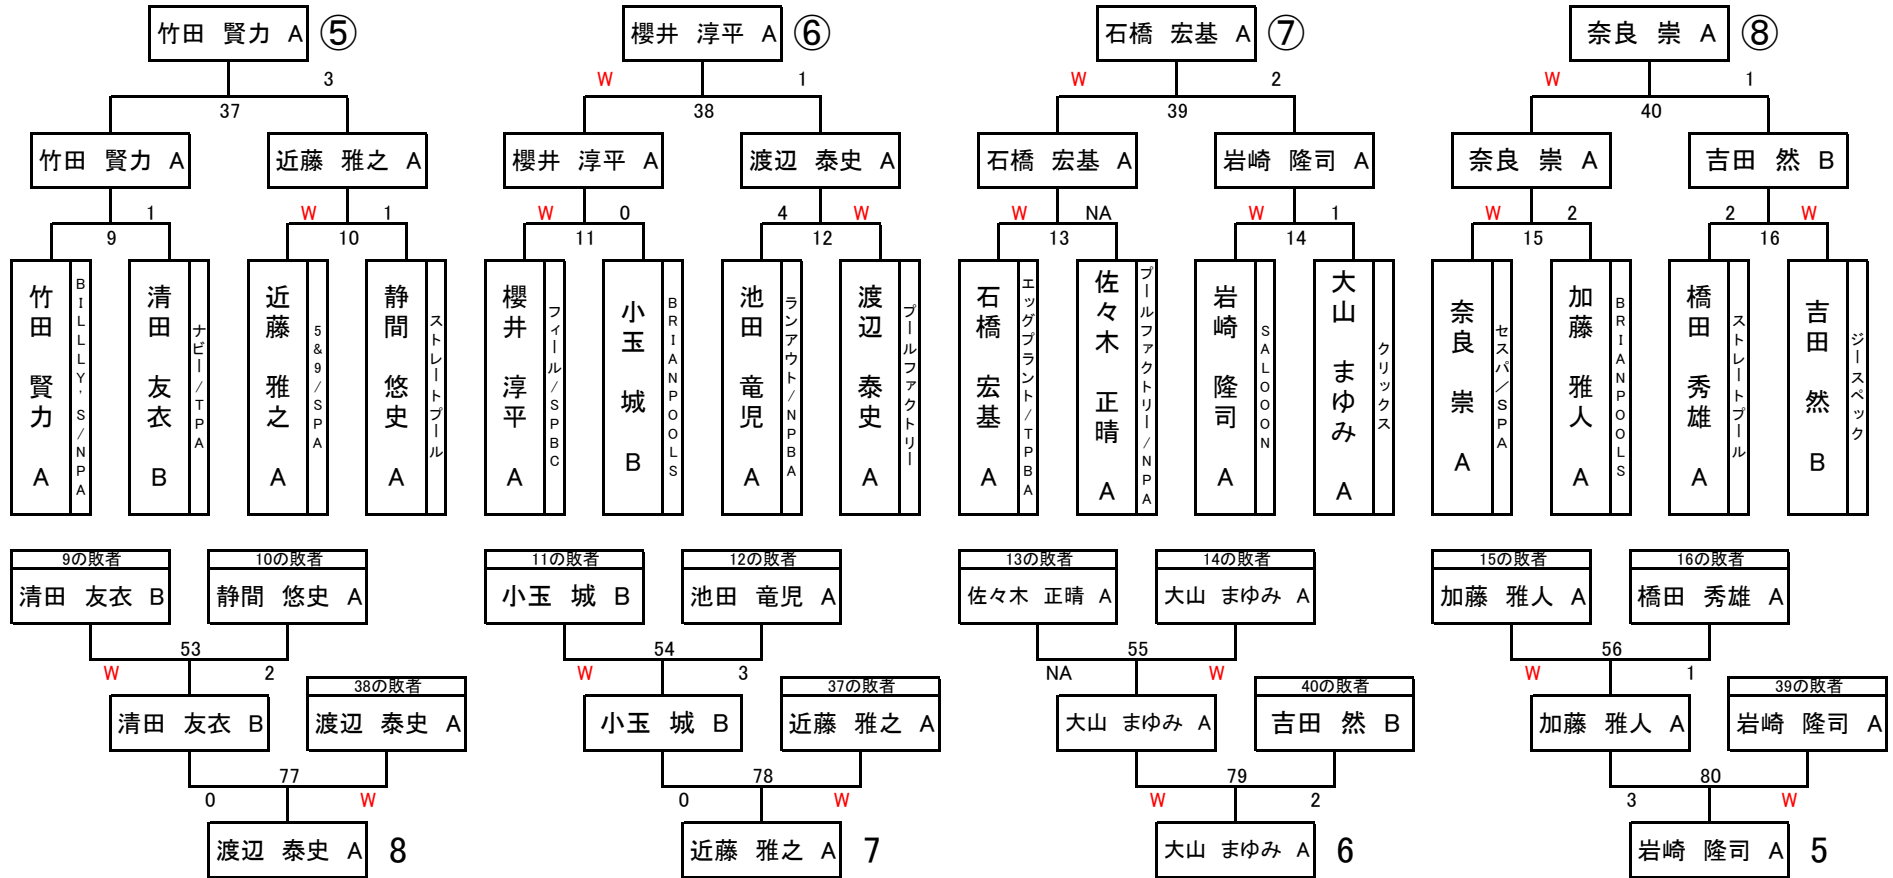 竹田 賢力 A ⑤ 櫻井 淳平 A ⑥ 石橋 宏基 A ⑦ 奈良 崇 A ⑧
3 W 1 W 2 W 1
37 38 39 40
竹田 賢力 A 近藤 雅之 A 櫻井 淳平 A 渡辺 泰史 A 石橋 宏基 A 岩崎 隆司 A 奈良 崇 A 吉田 然 B
1 W 1 W 0 4 W W NA W 1 W 2 2 W
9 10 11 12 13 14 15 16
竹田 賢力 A
BILLLY'S/NPA
清田 友衣 B
ナビー/TPA
近藤 雅之 A
5&9/SPA
静間 悠史 A
ストレートプール
櫻井 淳平 A
フィール/SPBC
小玉 城 B
BRIANPOOLS
池田 竜児 A
ランアウト/NPBA
渡辺 泰史 A
プールファクトリー
石橋 宏基 A
エッグプラント/TPBA
佐々木 正晴 A
プールファクトリー/NPA
岩崎 隆司 A
SALOOON
大山 まゆみ A
クリックス
奈良 崇 A
セスパ/SPA
加藤 雅人 A
BRIANPOOLS
橋田 秀雄 A
ストレートプール
吉田 然 B
ジースペック
9の敗者 10の敗者 11の敗者 12の敗者 13の敗者 14の敗者 15の敗者 16の敗者
清田 友衣 B 静間 悠史 A 小玉 城 B 池田 竜児 A 佐々木 正晴 A 大山 まゆみ A 加藤 雅人 A 橋田 秀雄 A
53 54 55 56
W 2 W 3 NA W W 1
38の敗者 37の敗者 40の敗者 39の敗者
清田 友衣 B 渡辺 泰史 A 小玉 城 B 近藤 雅之 A 大山 まゆみ A 吉田 然 B 加藤 雅人 A 岩崎 隆司 A
77 78 79 80
0 W 0 W W 2 3 W
渡辺 泰史 A 8 近藤 雅之 A 7 大山 まゆみ A 6 岩崎 隆司 A 5